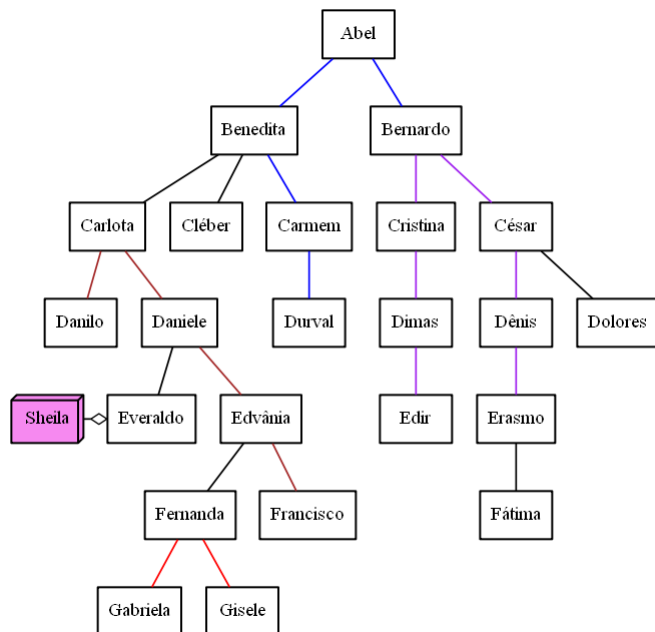 Abel
Benedita
Bernardo
Carlota
Cléber
Carmem
Cristina
César
Danilo
Daniele
Durval
Dimas
Dênis
Dolores
Sheila
Everaldo
Edvânia
Edir
Erasmo
Fernanda
Francisco
Fátima
Gabriela
Gisele